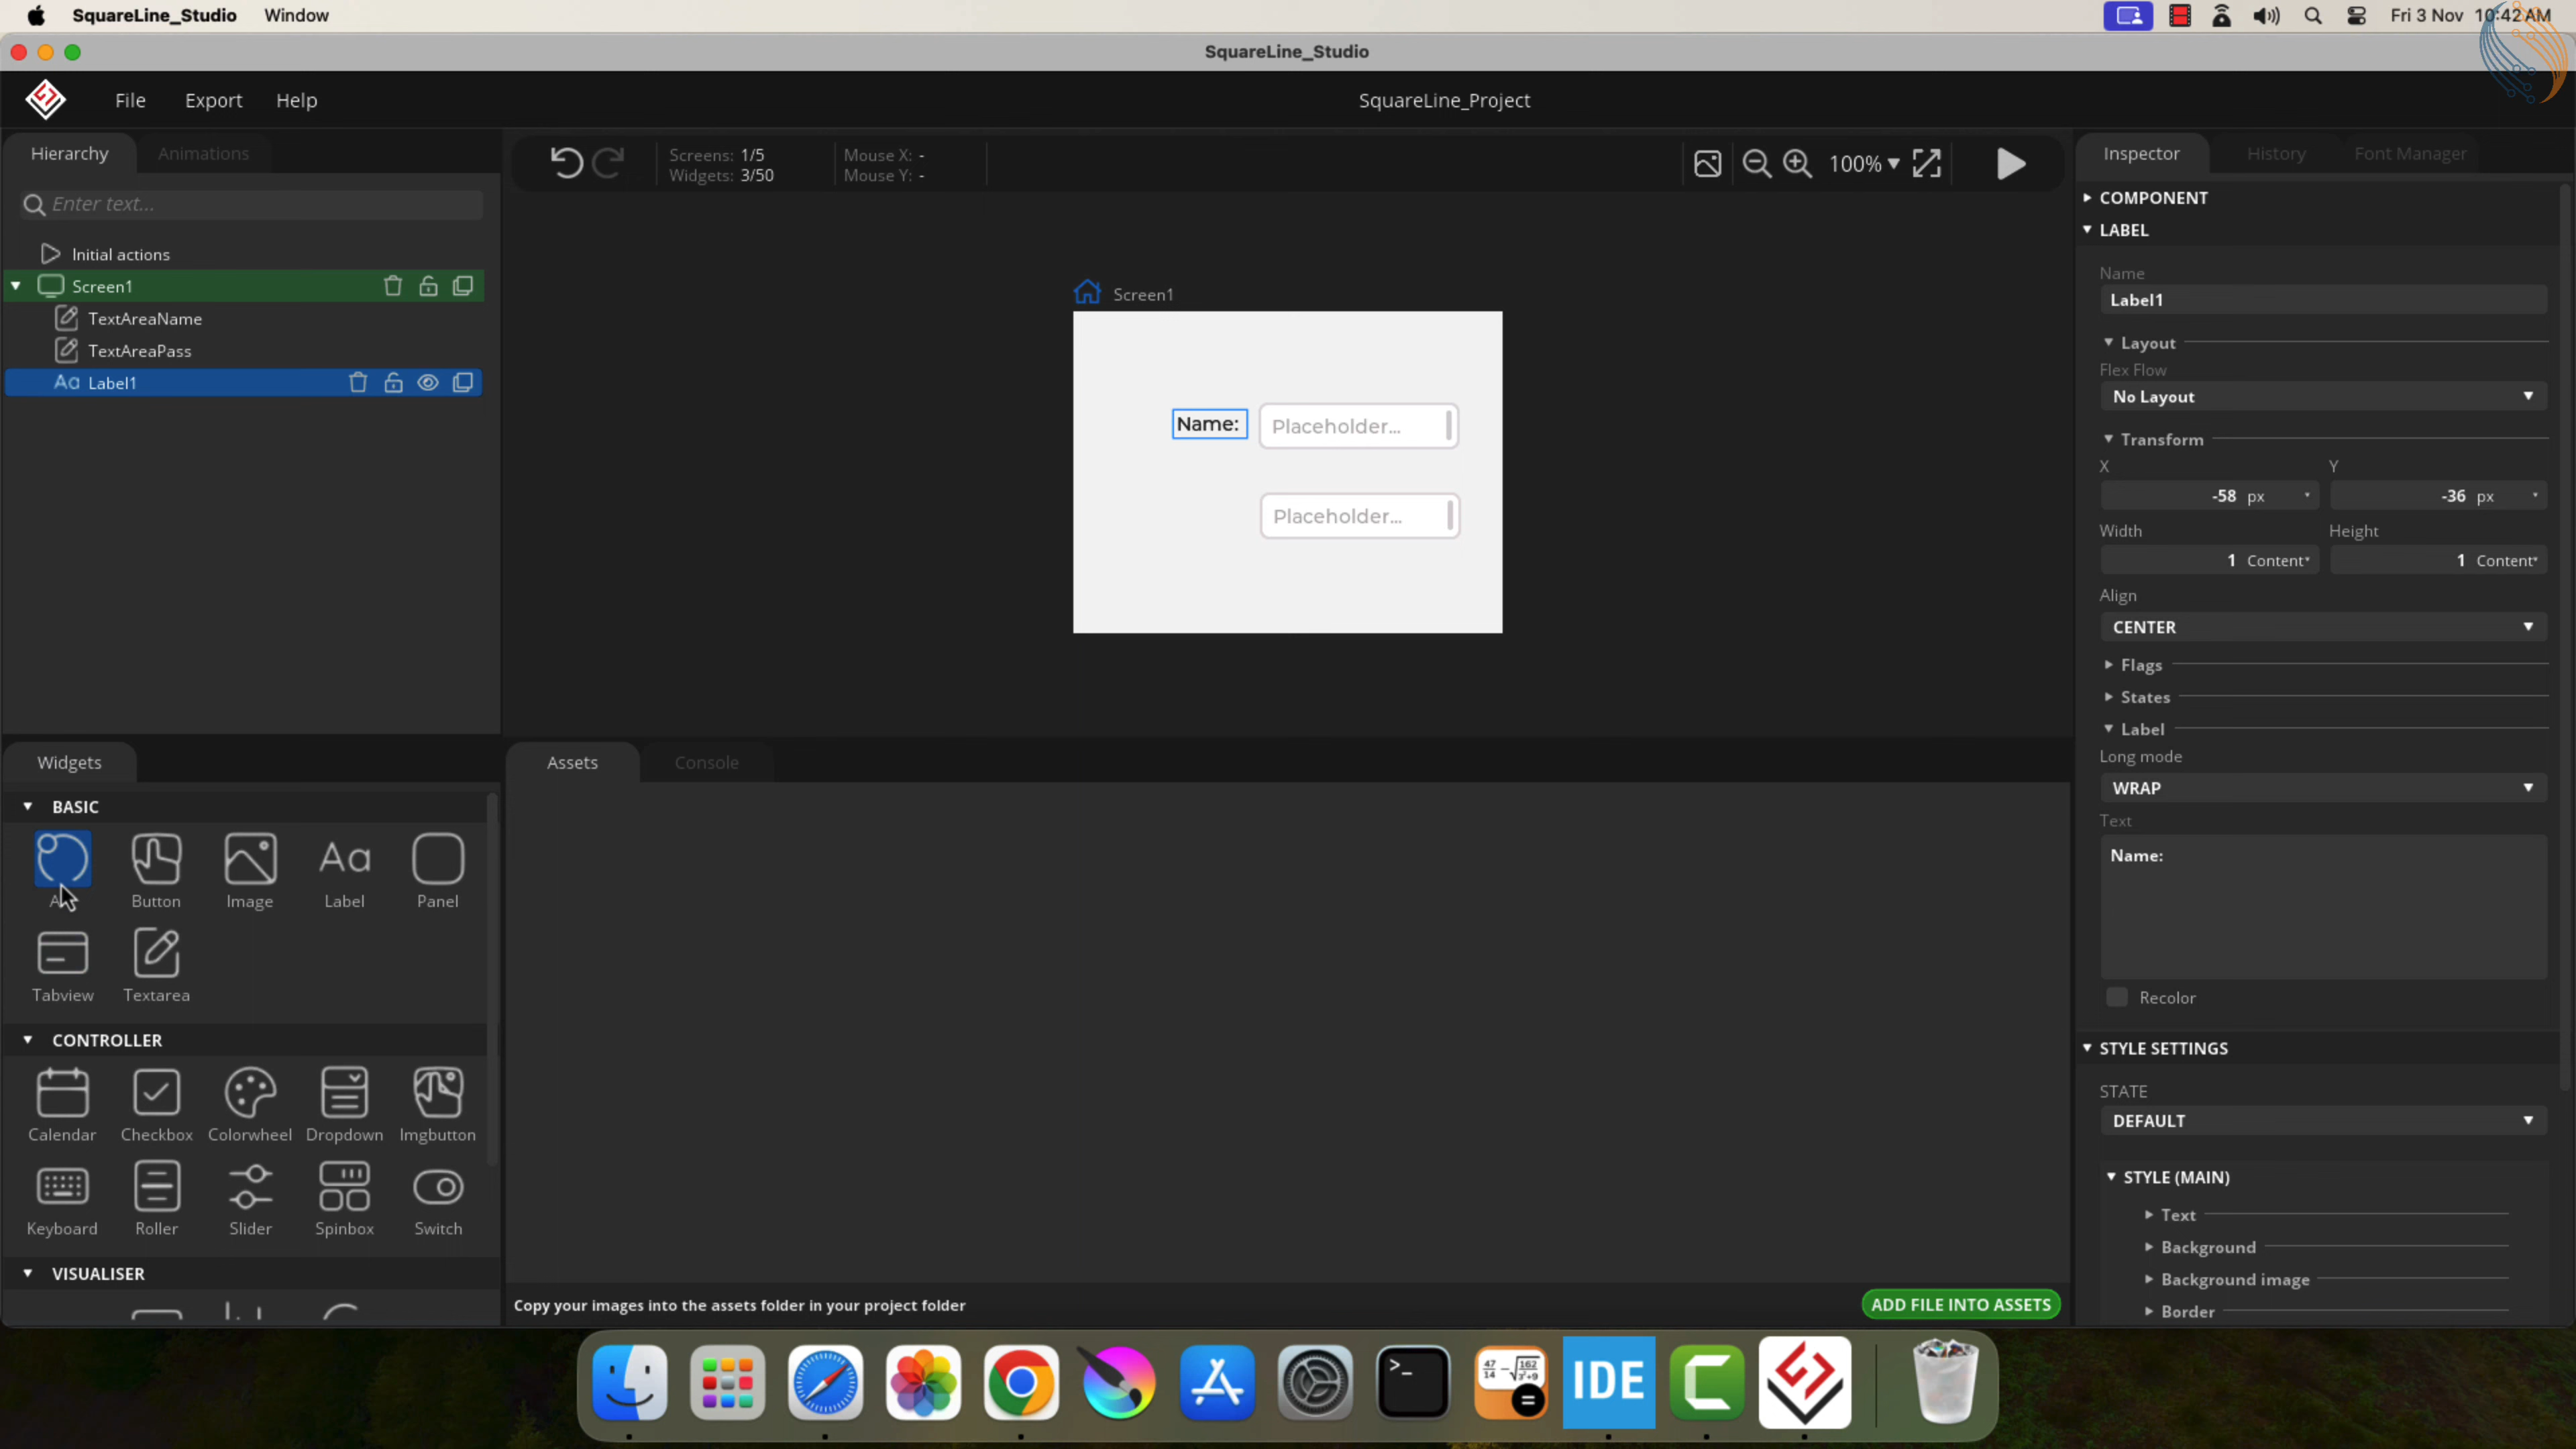 SquareLine_Studio Window
Fri 3 Nov 10:42 AM
SquareLine_Studio
File Export Help
SquareLine_Project
Hierarchy Animations
Enter text...
Initial actions
Screen1
TextAreaName
TextAreaPass
Aa Label1
Screens: 1/5
Widgets: 3/50
Mouse X: -
Mouse Y: -
100%
Screen1
Name:
Placeholder...
Placeholder...
Inspector History Font Manager
COMPONENT
LABEL
Name
Label1
Layout
Flex Flow
No Layout
Transform
X Y
-58 px -36 px
Width Height
1 Content 1 Content
Align
CENTER
Flags
States
Label
Long mode
WRAP
Text
Name:
Recolor
STYLE SETTINGS
STATE
DEFAULT
STYLE (MAIN)
Text
Background
Background image
Border
Widgets
BASIC
Aa
Button Image Label Panel
Tabview Textarea
CONTROLLER
Calendar Checkbox Colorwheel Dropdown Imgbutton
Keyboard Roller Slider Spinbox Switch
VISUALISER
Assets Console
Copy your images into the assets folder in your project folder
ADD FILE INTO ASSETS
IDE